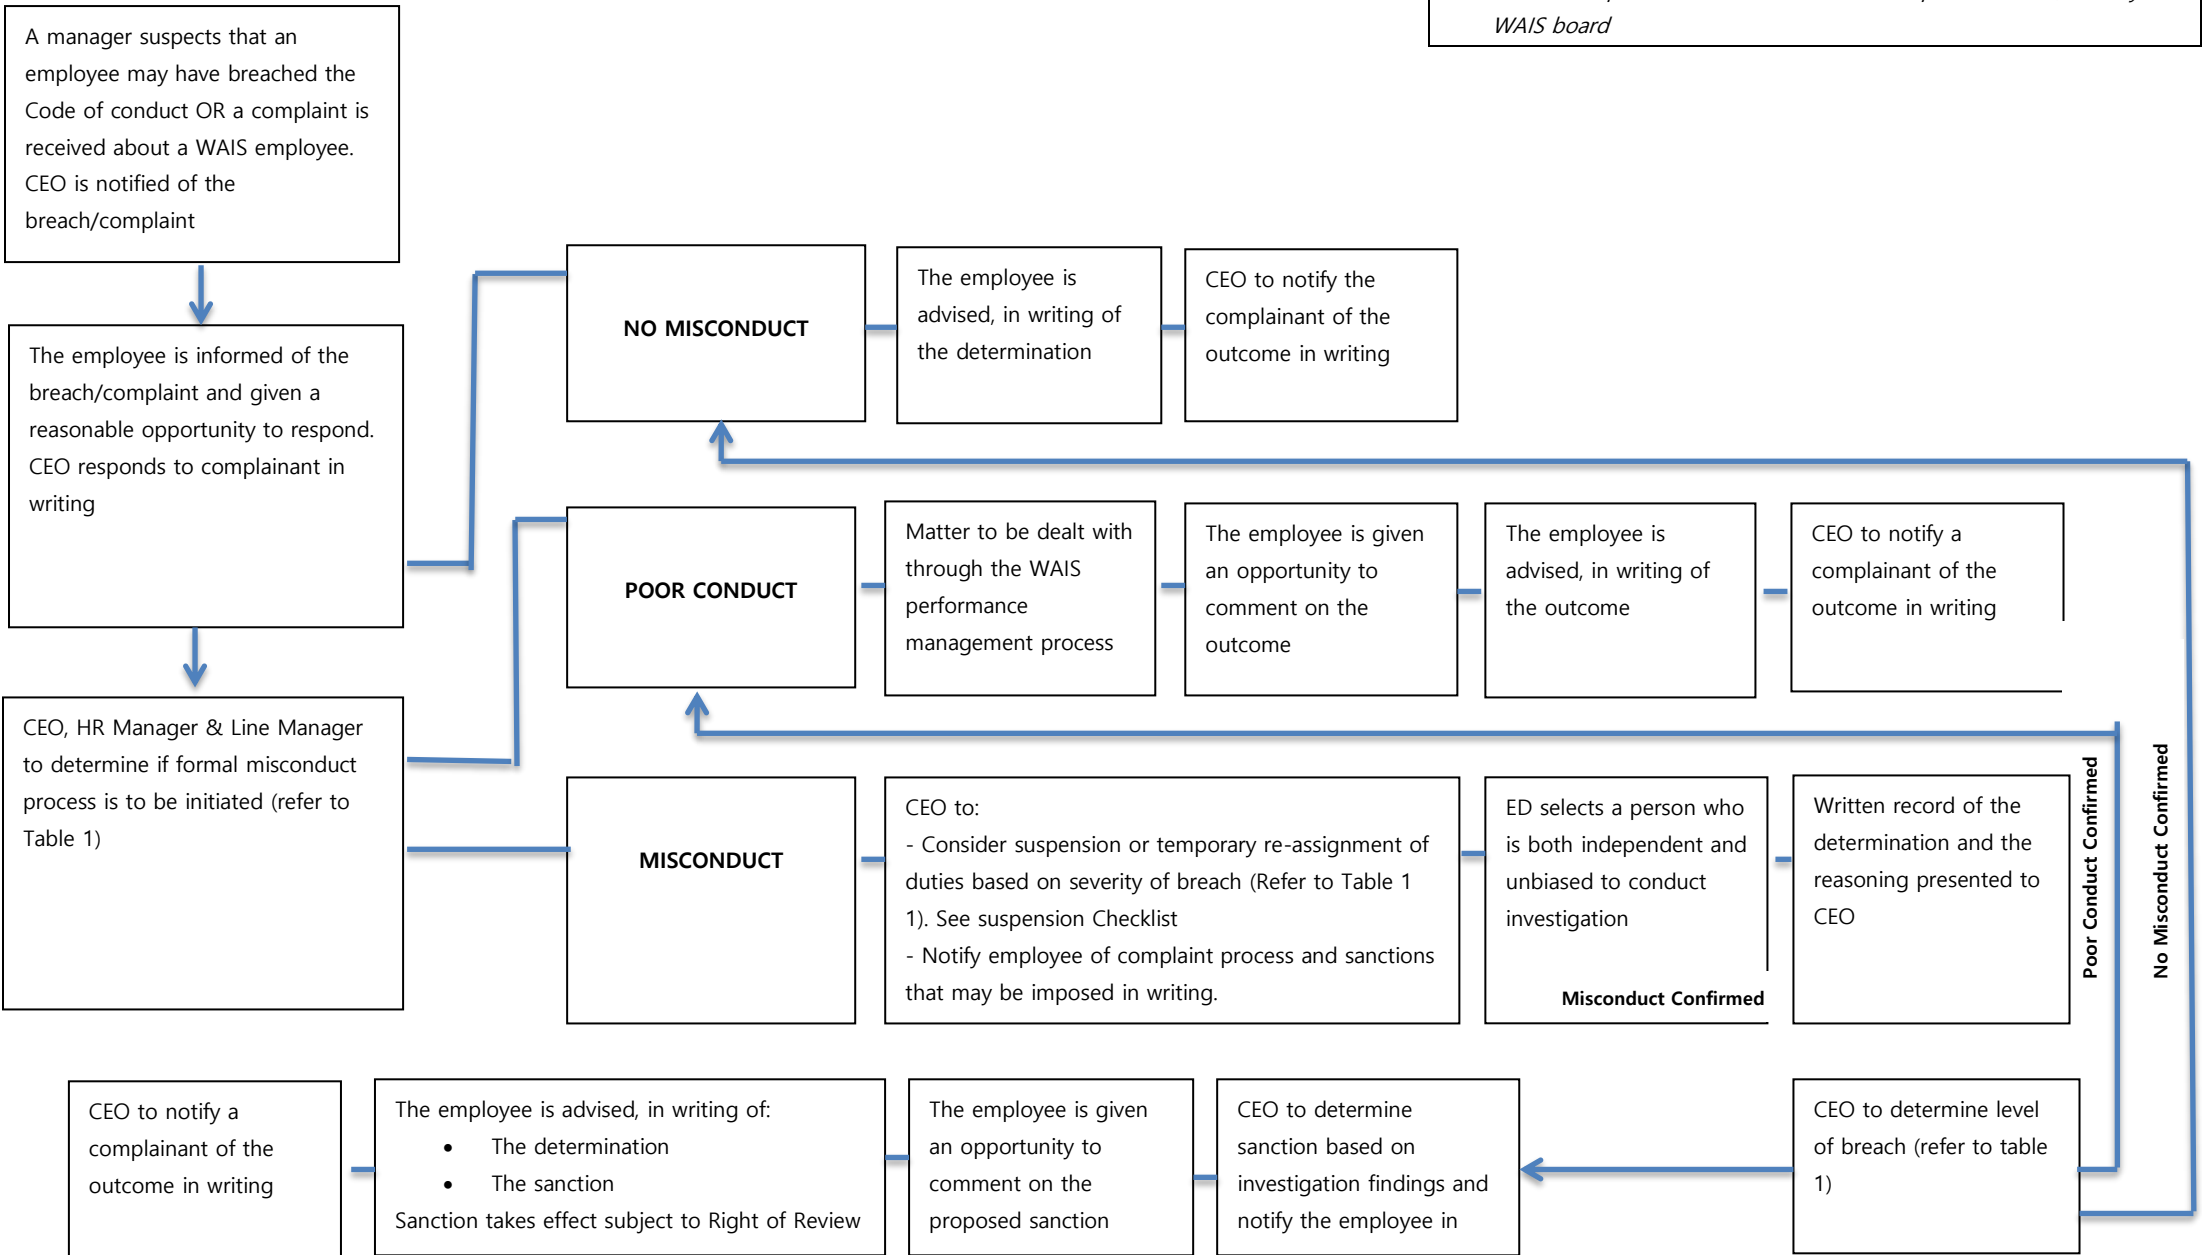 WAIS board
A manager suspects that an
employee may have breached the
Code of conduct OR a complaint is
received about a WAIS employee.
CEO is notified of the
breach/complaint
The employee is informed of the
breach/complaint and given a
reasonable opportunity to respond.
CEO responds to complainant in
writing
CEO, HR Manager & Line Manager
to determine if formal misconduct
process is to be initiated (refer to
Table 1)
NO MISCONDUCT
The employee is
advised, in writing of
the determination
CEO to notify the
complainant of the
outcome in writing
POOR CONDUCT
Matter to be dealt with
through the WAIS
performance
management process
The employee is given
an opportunity to
comment on the
outcome
The employee is
advised, in writing of
the outcome
CEO to notify a
complainant of the
outcome in writing
MISCONDUCT
CEO to:
- Consider suspension or temporary re-assignment of
duties based on severity of breach (Refer to Table 1
1). See suspension Checklist
- Notify employee of complaint process and sanctions
that may be imposed in writing.
ED selects a person who
is both independent and
unbiased to conduct
investigation
Misconduct Confirmed
Written record of the
determination and the
reasoning presented to
CEO
Poor Conduct Confirmed
No Misconduct Confirmed
CEO to notify a
complainant of the
outcome in writing
The employee is advised, in writing of:
• The determination
• The sanction
Sanction takes effect subject to Right of Review
The employee is given
an opportunity to
comment on the
proposed sanction
CEO to determine
sanction based on
investigation findings and
notify the employee in
CEO to determine level
of breach (refer to table
1)